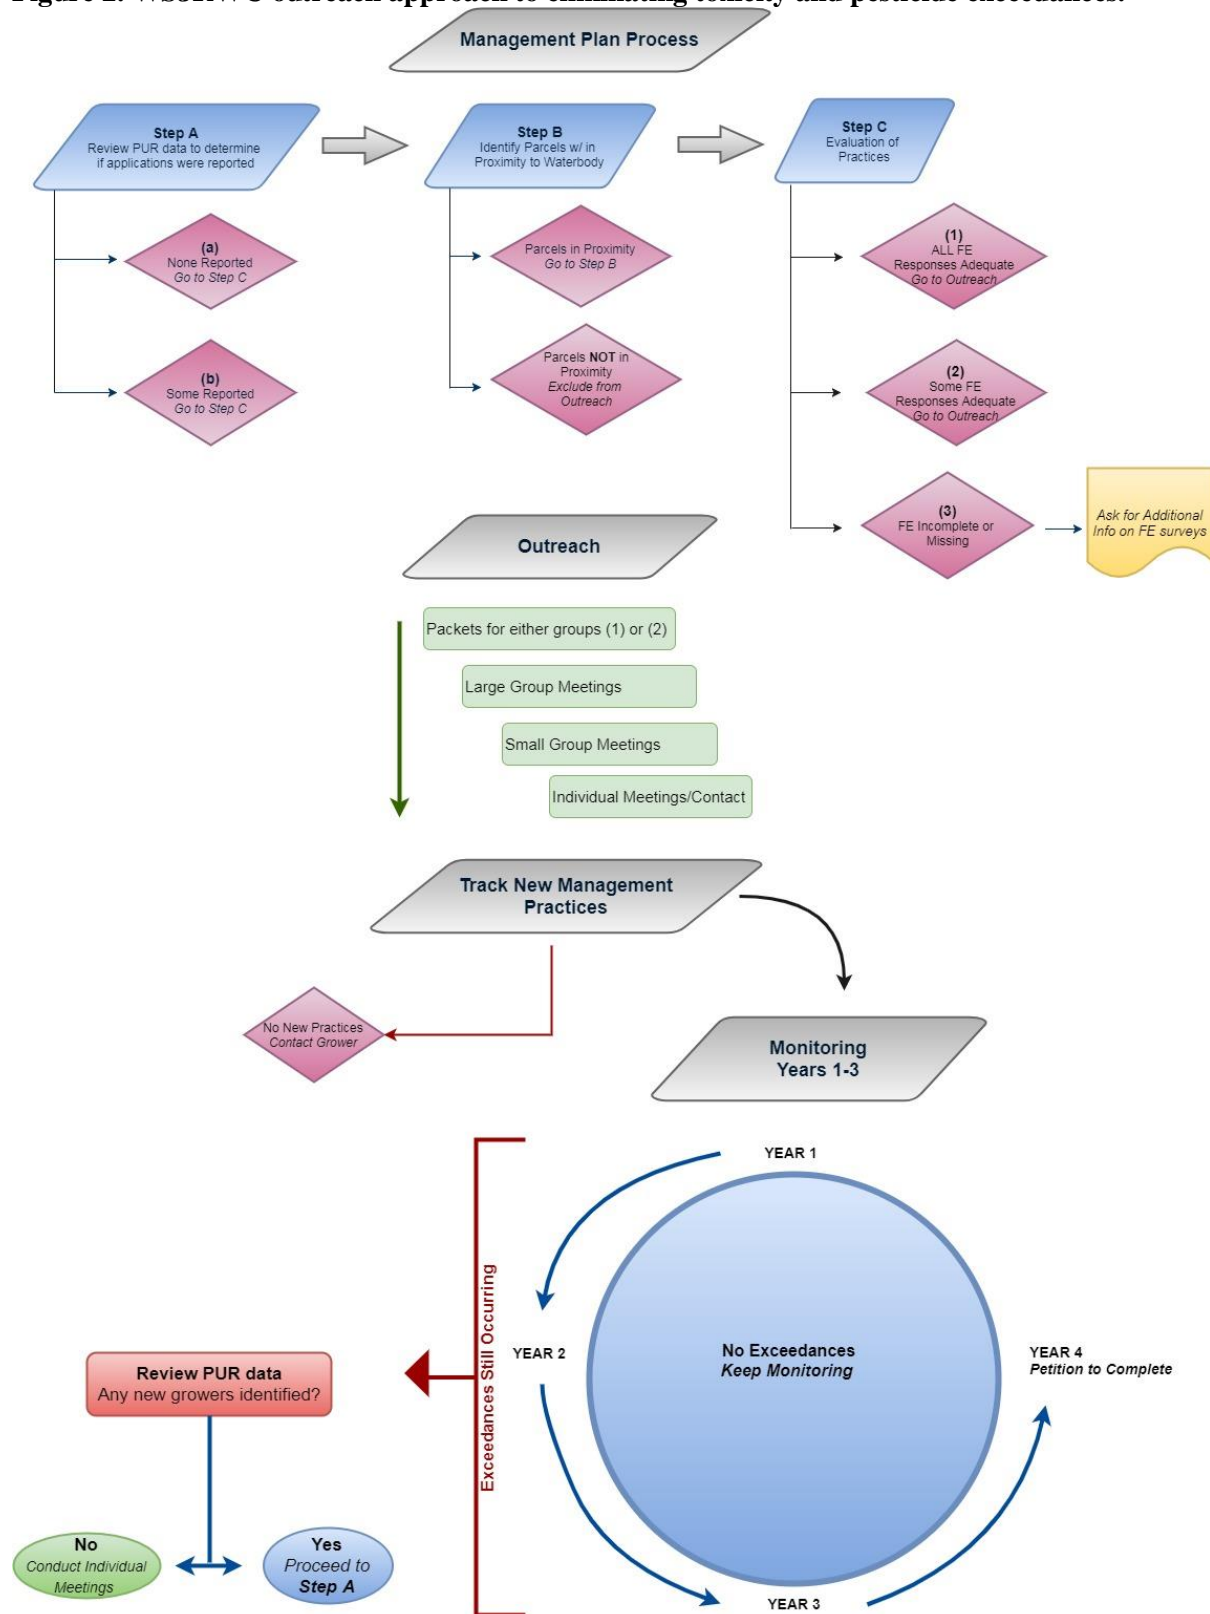 Management Plan Process
Step A
Review PUR data to determine
if applications were reported
Step B
Identify Parcels w/ in
Proximity to Waterbody
Step C
Evaluation of
Practices
(a)
None Reported
Go to Step C
(b)
Some Reported
Go to Step C
Parcels in Proximity
Go to Step B
Parcels NOT in
Proximity
Exclude from
Outreach
(1)
ALL FE
Responses Adequate
Go to Outreach
(2)
Some FE
Responses Adequate
Go to Outreach
(3)
FE Incomplete or
Missing
Ask for Additional
Info on FE surveys
Outreach
Packets for either groups (1) or (2)
Large Group Meetings
Small Group Meetings
Individual Meetings/Contact
Track New Management
Practices
No New Practices
Contact Grower
Monitoring
Years 1-3
YEAR 1
YEAR 2
YEAR 3
YEAR 4
Petition to Complete
No Exceedances
Keep Monitoring
Exceedances Still Occurring
Review PUR data
Any new growers identified?
No
Conduct Individual
Meetings
Yes
Proceed to
Step A